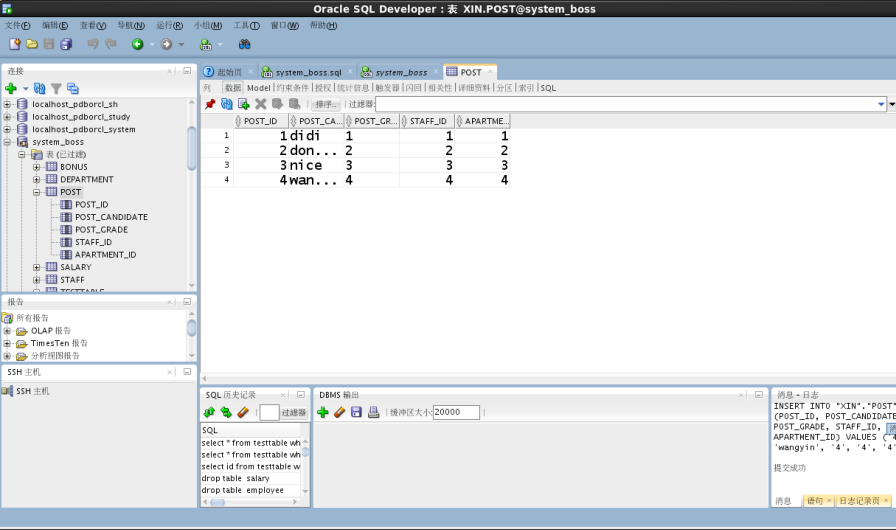 Oracle SQL Developer : 表 XIN.POST@system_boss
文件(F) 编辑(E) 查看(V) 导航(N) 运行(R) 小组(M) 工具(T) 窗口(W) 帮助(H)
连接
localhost_pdborcl_sh
localhost_pdborcl_study
localhost_pdborcl_system
system_boss
表 (已过滤)
BONUS
DEPARTMENT
POST
POST_ID
POST_CANDIDATE
POST_GRADE
STAFF_ID
APARTMENT_ID
SALARY
STAFF
TESTTABLE
报告
所有报告
OLAP 报告
TimesTen 报告
分析视图报告
SSH 主机
SSH 主机
起始页 system_boss.sql system_boss POST
列 数据 Model 约束条件 授权 统计信息 触发器 闪回 相关性 详细资料 分区 索引 SQL
排序.. 过滤器:
POST_ID POST_CA... POST_GR... STAFF_ID APARTME...
1 1 didi 1 1 1
2 2 don... 2 2 2
3 3 nice 3 3 3
4 4 wan... 4 4 4
SQL 历史记录
过滤器
SQL
select * from testtable wh
select * from testtable wh
select id from testtable w
drop table salary
drop table employee
DBMS 输出
缓冲区大小: 20000
消息 - 日志
INSERT INTO "XIN"."POST"
(POST_ID, POST_CANDIDATE
POST_GRADE, STAFF_ID,
APARTMENT_ID) VALUES ('4
'wangyin', '4', '4', '4'
提交成功
消息 语句 日志记录页